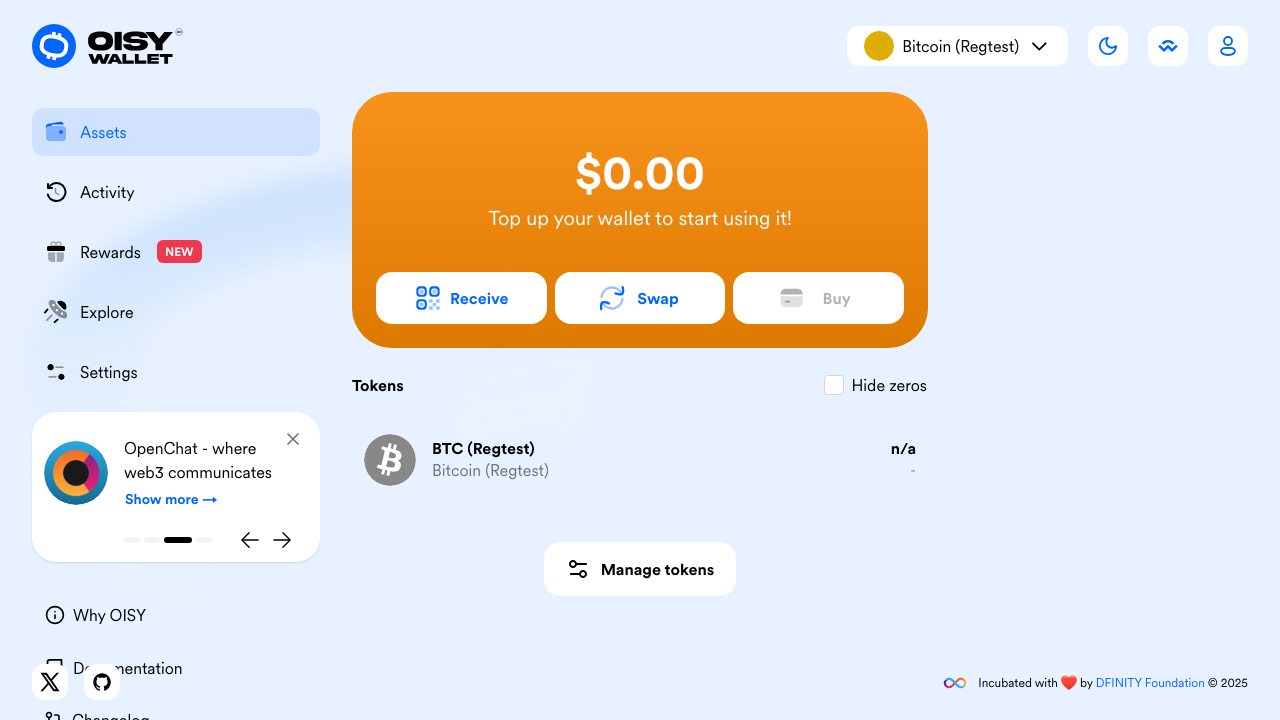 OISY
WALLET
Bitcoin (Regtest)
Assets
Activity
Rewards NEW
Explore
Settings
OpenChat - where
web3 communicates
Show more →
Why OISY
Documentation
Changelog
$0.00
Top up your wallet to start using it!
Receive
Swap
Buy
Tokens
Hide zeros
BTC (Regtest)
n/a
Bitcoin (Regtest)
-
Manage tokens
Incubated with ❤️ by DFINITY Foundation © 2025